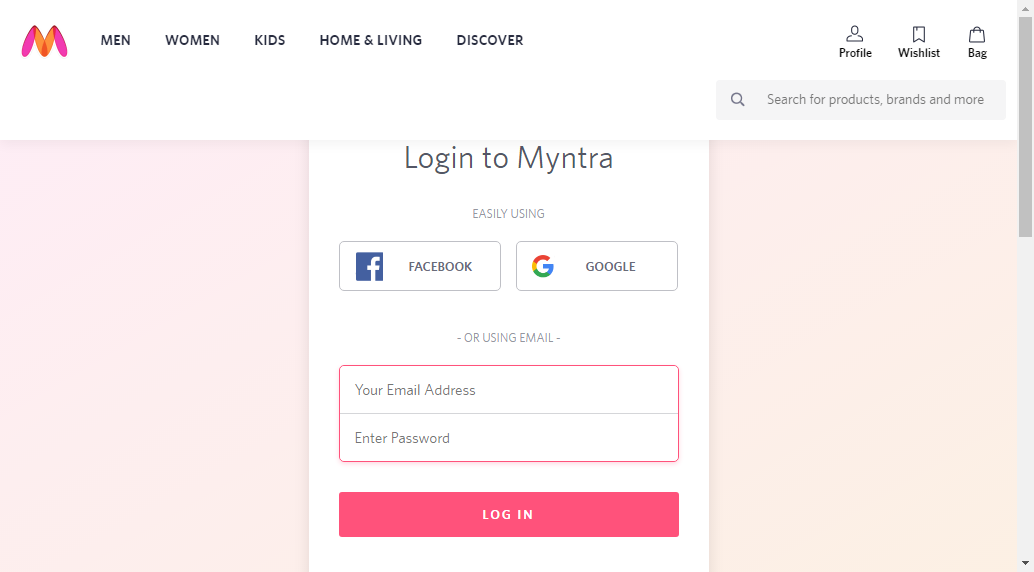 MEN WOMEN KIDS HOME & LIVING DISCOVER
Profile Wishlist Bag
Search for products, brands and more
Login to Myntra
EASILY USING
FACEBOOK GOOGLE
- OR USING EMAIL -
Your Email Address
Enter Password
LOG IN